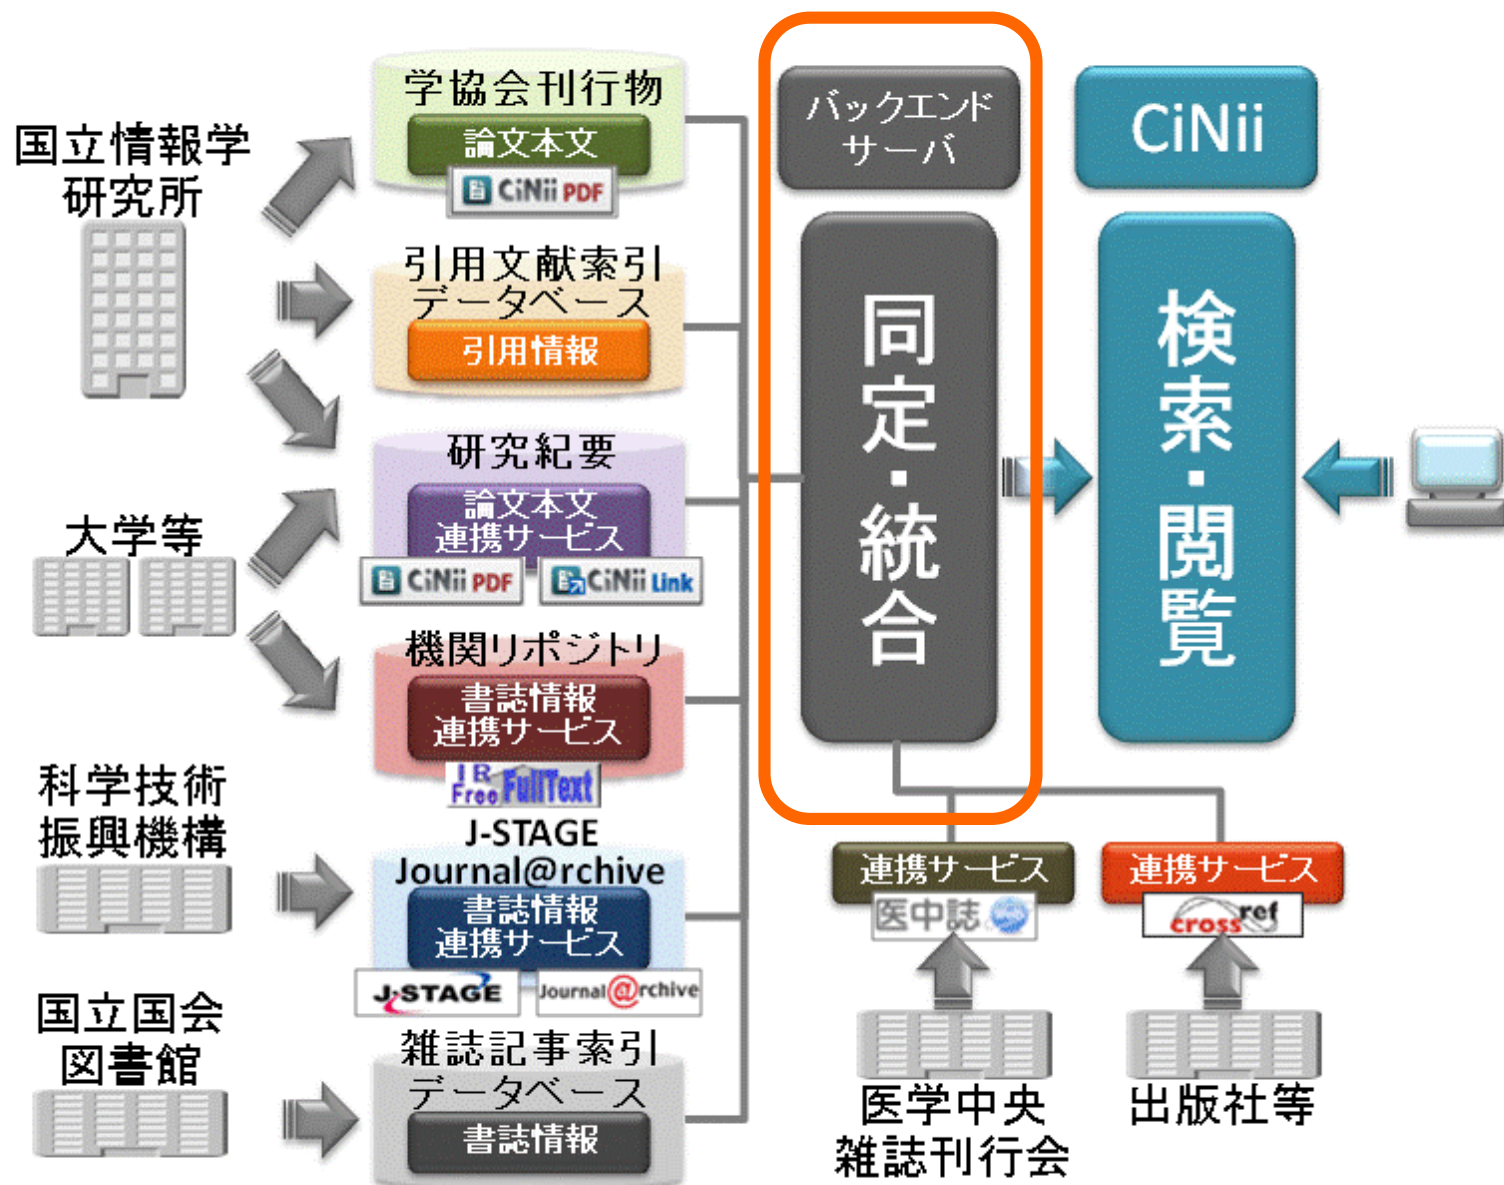 国立情報学
研究所
大学等
科学技術
振興機構
国立国会
図書館
学協会刊行物
論文本文
CiNii PDF
引用文献索引
データベース
引用情報
研究紀要
論文本文
連携サービス
CiNii PDF
CiNii Link
機関リポジトリ
書誌情報
連携サービス
IR
Free FullText
J-STAGE
Journal@rchive
書誌情報
連携サービス
J-STAGE
Journal@rchive
雑誌記事索引
データベース
書誌情報
バックエンド
サーバ
同定・統合
CiNii
検索・閲覧
連携サービス
医中誌
医学中央
雑誌刊行会
連携サービス
crossref
出版社等